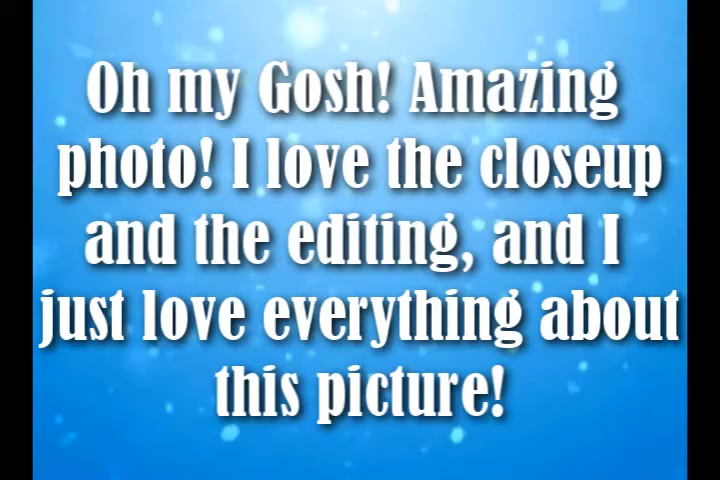 Oh my Gosh! Amazing
photo! I love the closeup
and the editing, and I
just love everything about
this picture!